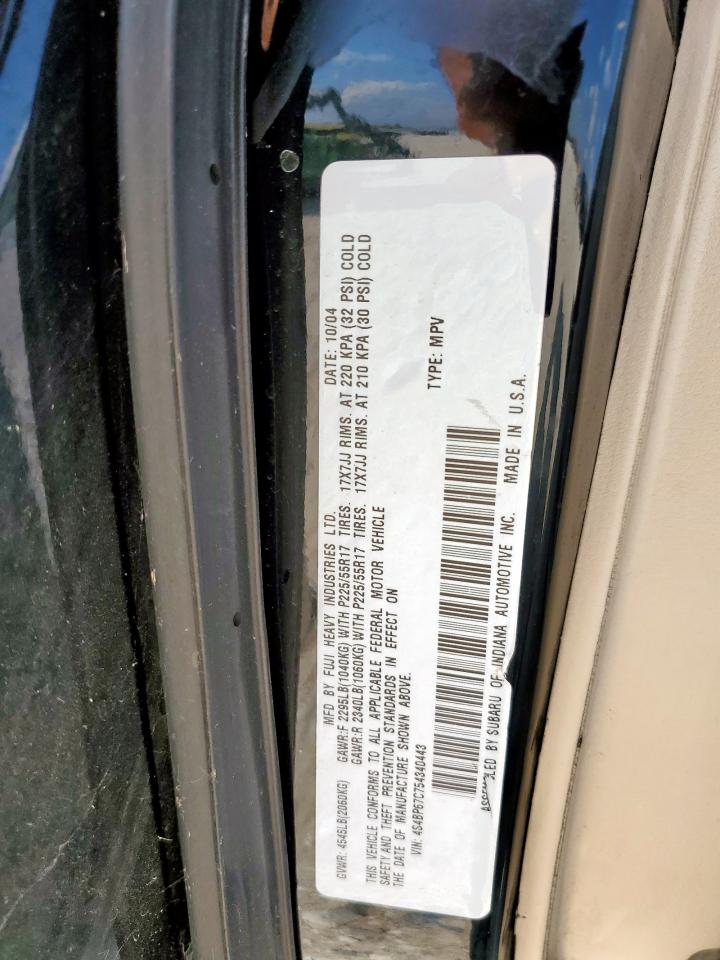 MFD BY FUJI HEAVY INDUSTRIES LTD. DATE: 10/04
GVWR: 4545LB(2060KG) GAWR:F 2295LB(1040KG) WITH P225/55R17 TIRES. 17X7JJ RIMS. AT 220 KPA (32 PSI) COLD
GAWR:R 2340LB(1060KG) WITH P225/55R17 TIRES. 17X7JJ RIMS. AT 210 KPA (30 PSI) COLD
THIS VEHICLE CONFORMS TO ALL APPLICABLE FEDERAL MOTOR VEHICLE
SAFETY AND THEFT PREVENTION STANDARDS IN EFFECT ON
THE DATE OF MANUFACTURE SHOWN ABOVE.
VIN: 4S4BP67C754340443 TYPE: MPV
BY SUBARU OF INDIANA AUTOMOTIVE INC. MADE IN U.S.A.